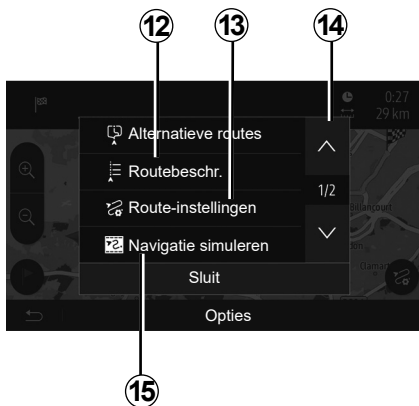 12 13 14
0:27
29 km
Alternatieve routes
Routebeschr.
1/2
Billancourt
Route-instellingen
Navigatie simuleren
Sluit
Opties
15